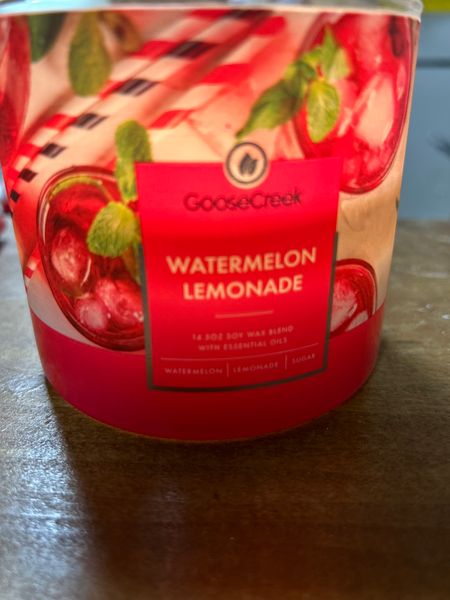 GooseCreek
WATERMELON
LEMONADE
14.5OZ SOY WAX BLEND
WITH ESSENTIAL OILS
WATERMELON | LEMONADE | SUGAR